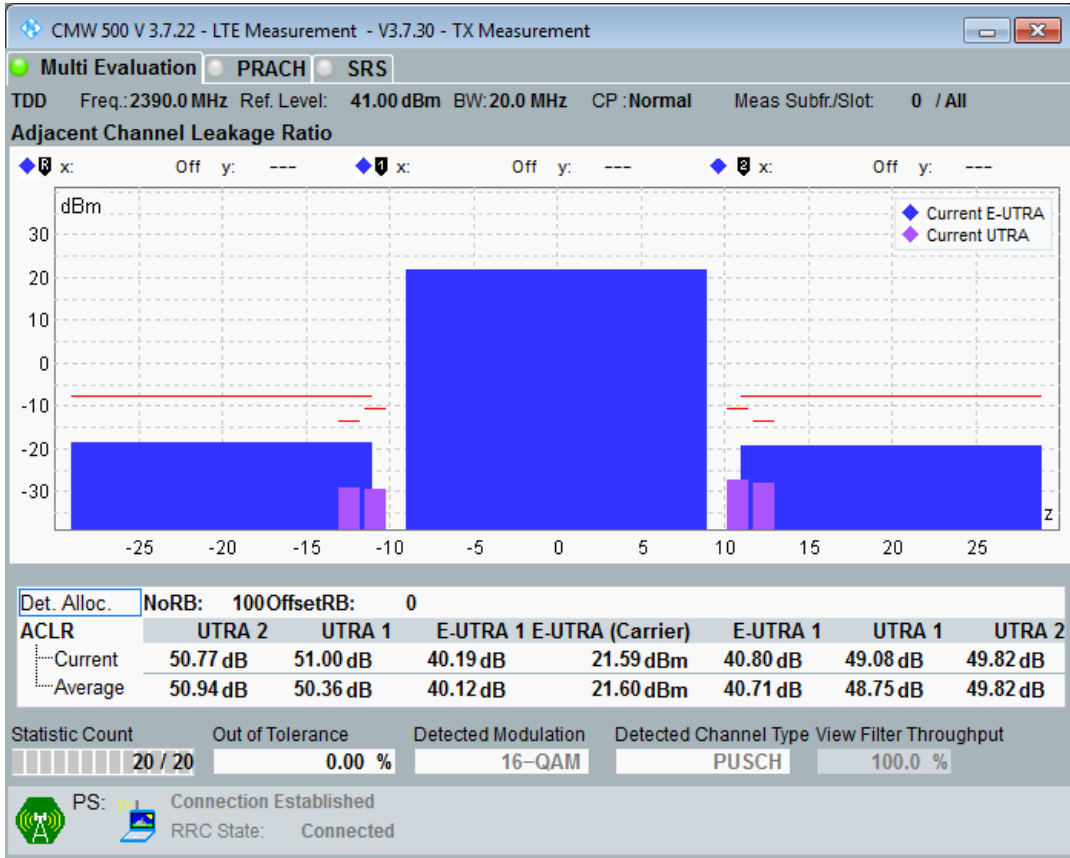 CMW 500 V 3.7.22 - LTE Measurement - V3.7.30 - TX Measurement
Multi Evaluation PRACH SRS
TDD Freq.: 2390.0 MHz Ref. Level: 41.00 dBm BW: 20.0 MHz CP : Normal Meas Subfr./Slot: 0 / All
Adjacent Channel Leakage Ratio
R x: Off y: --- 1 x: Off y: --- 2 x: Off y: ---
dBm
Current E-UTRA
Current UTRA
30
20
10
0
-10
-20
-30
z
-25 -20 -15 -10 -5 0 5 10 15 20 25
Det. Alloc. NoRB: 100 OffsetRB: 0
ACLR UTRA 2 UTRA 1 E-UTRA 1 E-UTRA (Carrier) E-UTRA 1 UTRA 1 UTRA 2
Current 50.77 dB 51.00 dB 40.19 dB 21.59 dBm 40.80 dB 49.08 dB 49.82 dB
Average 50.94 dB 50.36 dB 40.12 dB 21.60 dBm 40.71 dB 48.75 dB 49.82 dB
Statistic Count Out of Tolerance Detected Modulation Detected Channel Type View Filter Throughput
20 / 20 0.00 % 16-QAM PUSCH 100.0 %
PS: Connection Established
RRC State: Connected